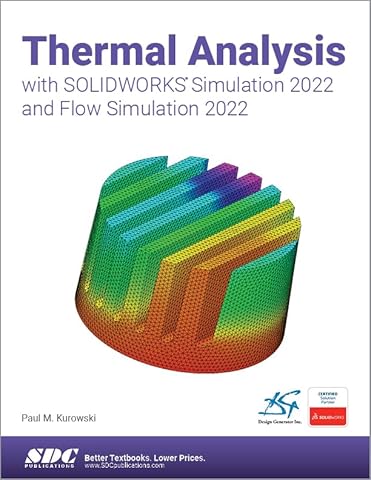 Thermal Analysis
with SOLIDWORKS® Simulation 2022
and Flow Simulation 2022
Paul M. Kurowski
Design Generator Inc.
CERTIFIED
Solution
Partner
SOLIDWORKS
SDC
PUBLICATIONS
Better Textbooks. Lower Prices.
www.SDCpublications.com